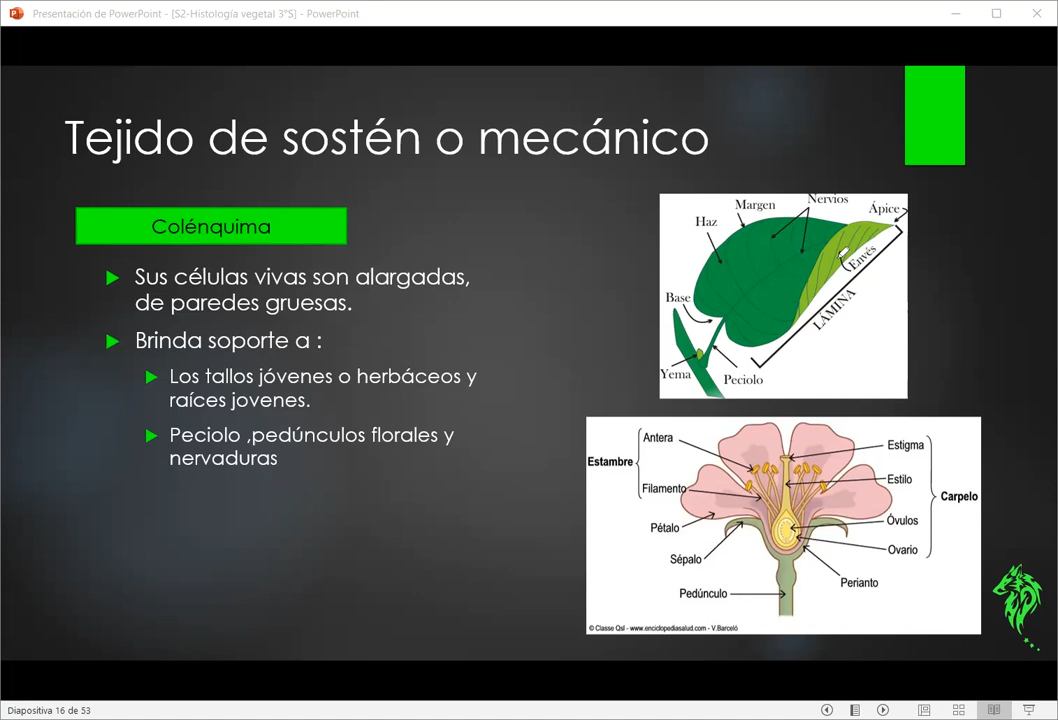 Presentación de PowerPoint - [S2-Histología vegetal 3°S] - PowerPoint
Tejido de sostén o mecánico
Colénquima
Sus células vivas son alargadas,
de paredes gruesas.
Brinda soporte a :
Los tallos jóvenes o herbáceos y
raíces jovenes.
Peciolo ,pedúnculos florales y
nervaduras
Nervios
Margen
Ápice
Haz
Envés
Base
LÁMINA
Yema
Peciolo
Antera
Estigma
Estambre
Estilo
Filamento
Carpelo
Pétalo
Óvulos
Ovario
Sépalo
Perianto
Pedúnculo
© Classe Qsl - www.enciclopediasalud.com - V.Barceló
Diapositiva 16 de 53